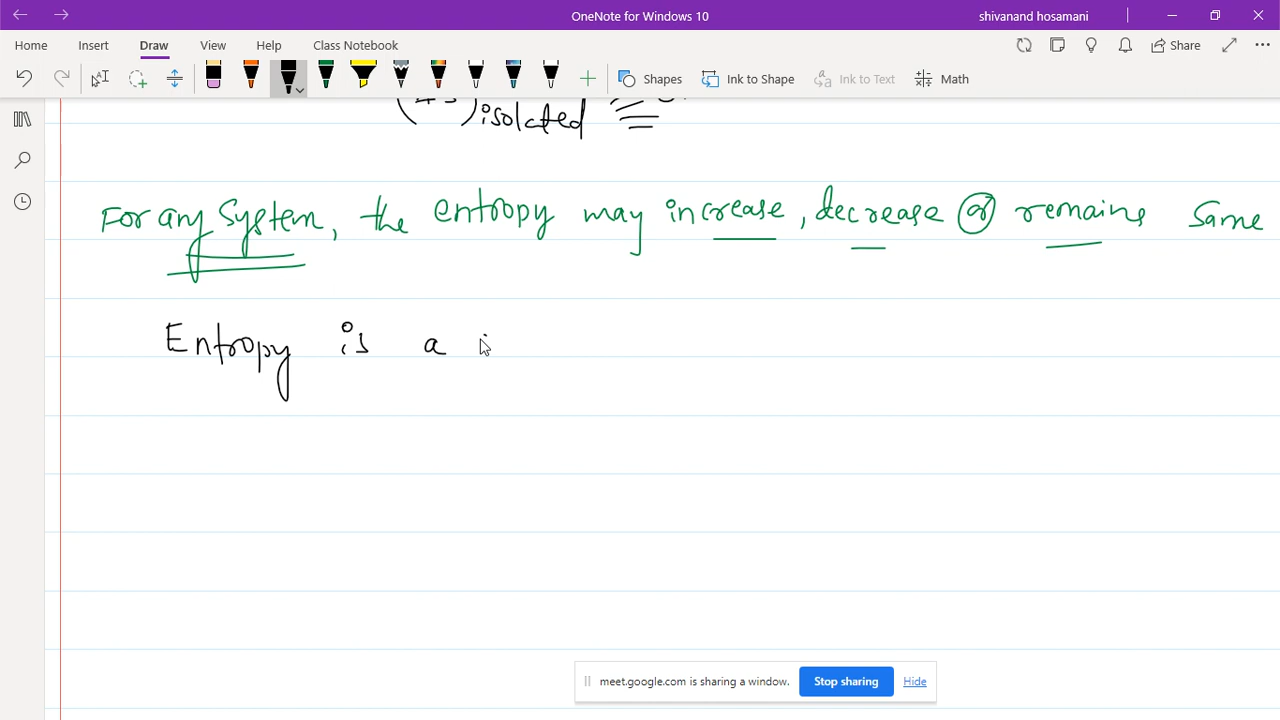 OneNote for Windows 10
shivanand hosamani
Home Insert Draw View Help Class Notebook
Share
Shapes Ink to Shape Ink to Text Math
isolated
For any System, the entropy may increase, decrease or remains Same
Entropy is a
meet.google.com is sharing a window. Stop sharing Hide